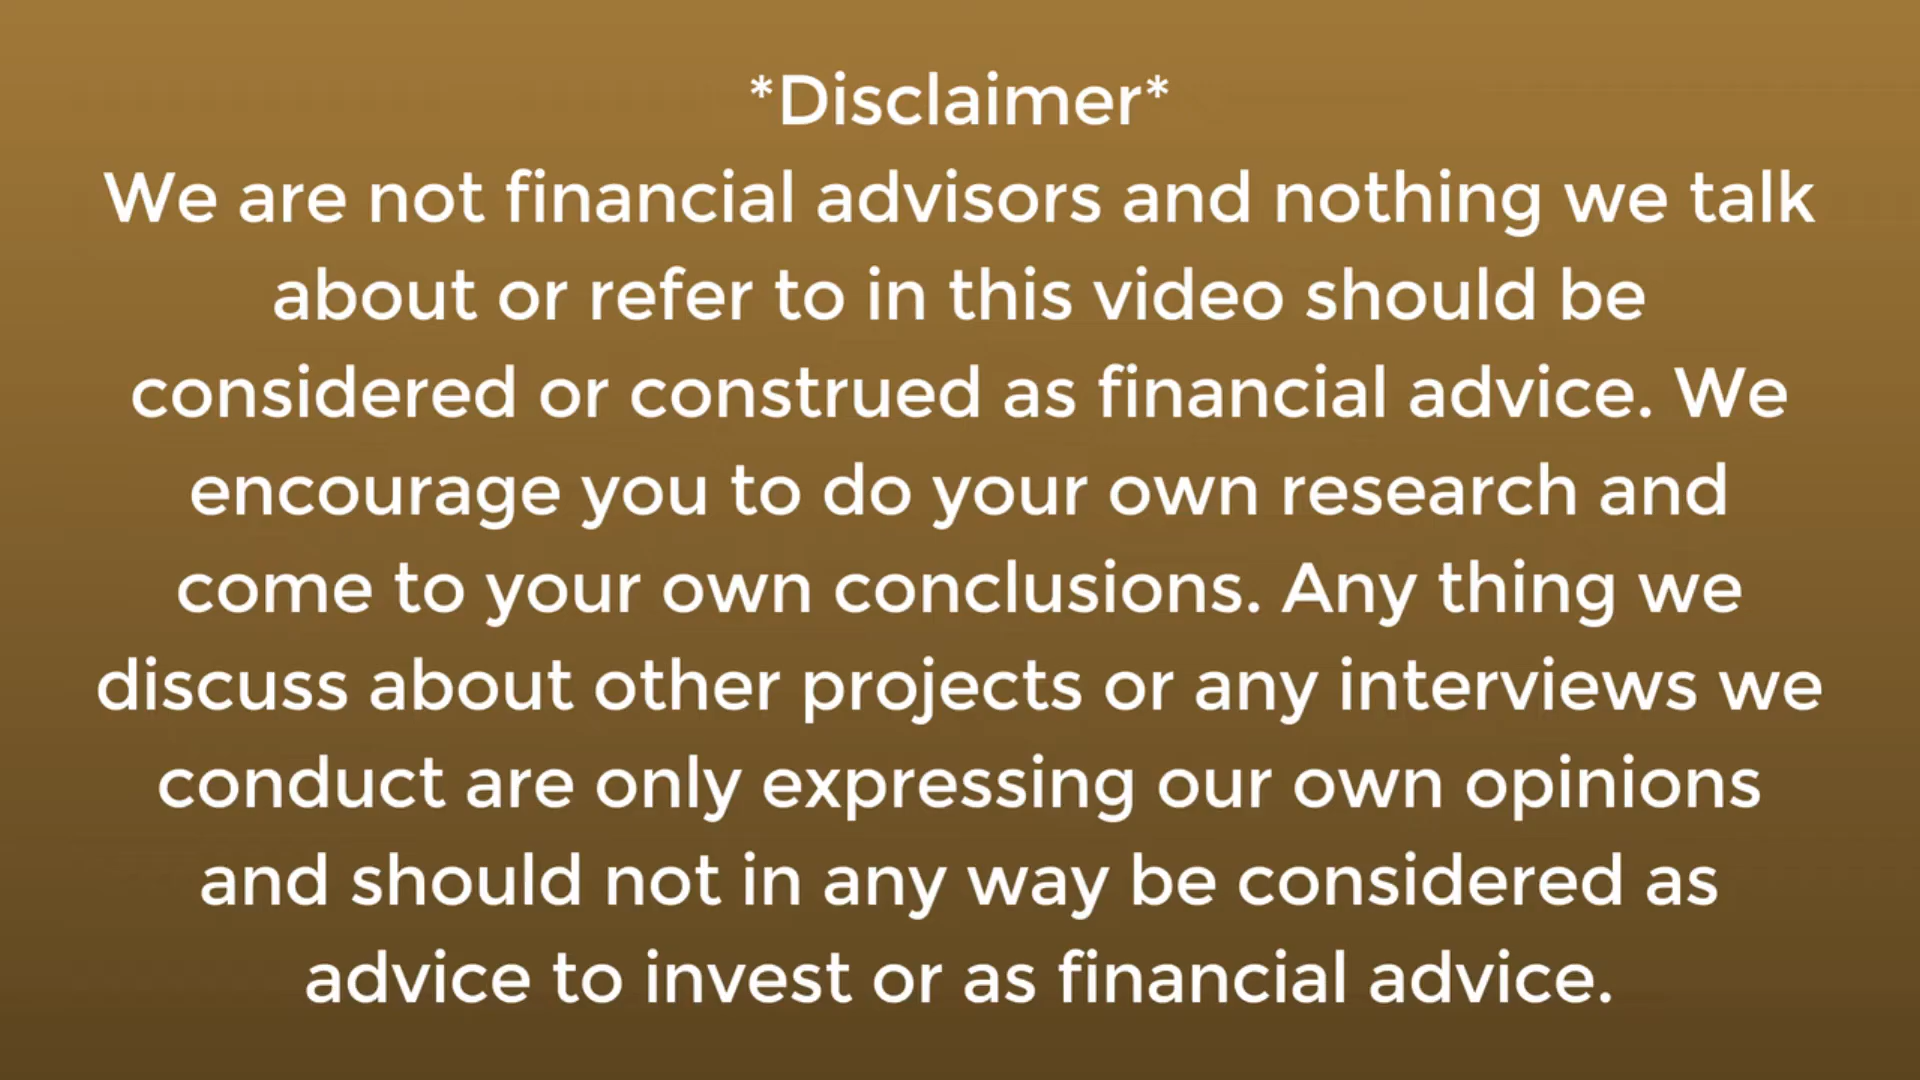 *Disclaimer*
We are not financial advisors and nothing we talk
about or refer to in this video should be
considered or construed as financial advice. We
encourage you to do your own research and
come to your own conclusions. Any thing we
discuss about other projects or any interviews we
conduct are only expressing our own opinions
and should not in any way be considered as
advice to invest or as financial advice.